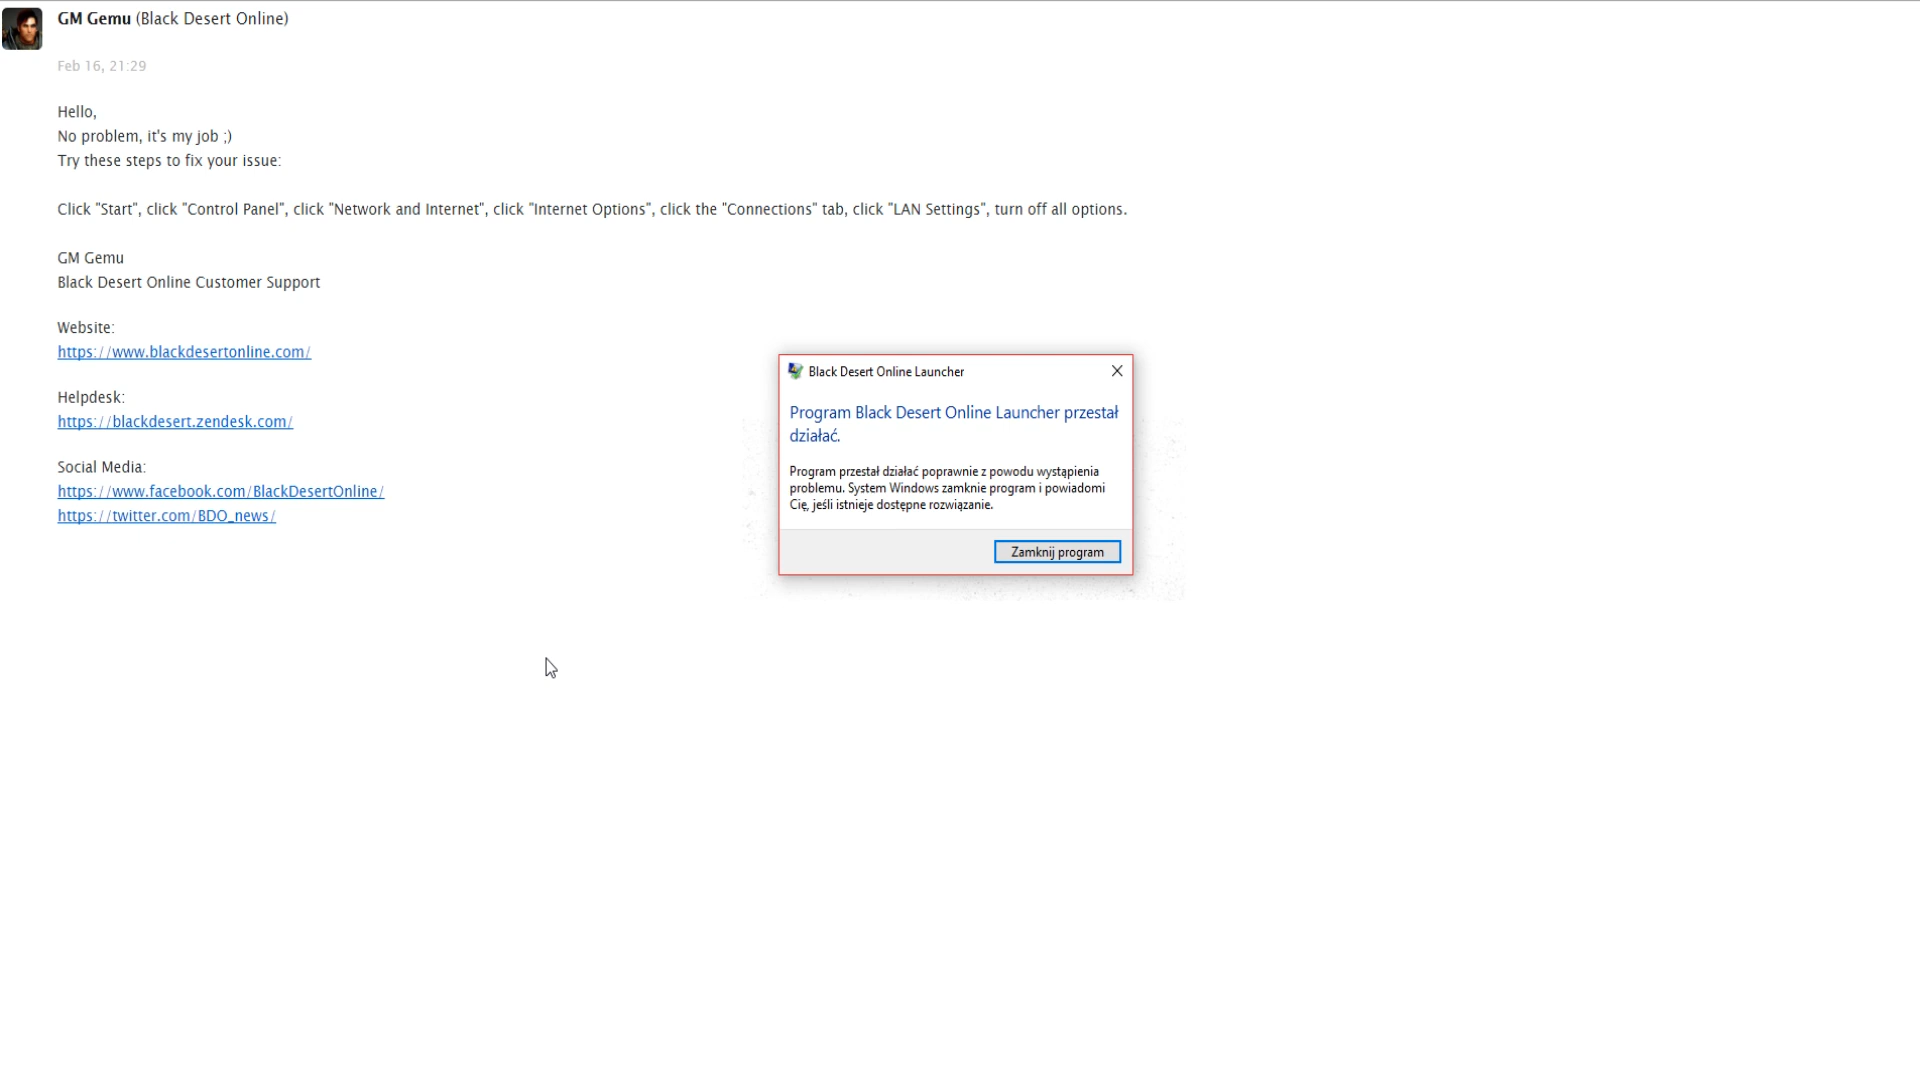 GM Gemu (Black Desert Online)
Feb 16, 21:29
Hello,
No problem, it's my job ;)
Try these steps to fix your issue:
Click "Start", click "Control Panel", click "Network and Internet", click "Internet Options", click the "Connections" tab, click "LAN Settings", turn off all options.
GM Gemu
Black Desert Online Customer Support
Website:
https://www.blackdesertonline.com/
Helpdesk:
https://blackdesert.zendesk.com/
Social Media:
https://www.facebook.com/BlackDesertOnline/
https://twitter.com/BDO_news/
Black Desert Online Launcher
Program Black Desert Online Launcher przestał
działać.
Program przestał działać poprawnie z powodu wystąpienia
problemu. System Windows zamknie program i powiadomi
Cię, jeśli istnieje dostępne rozwiązanie.
Zamknij program